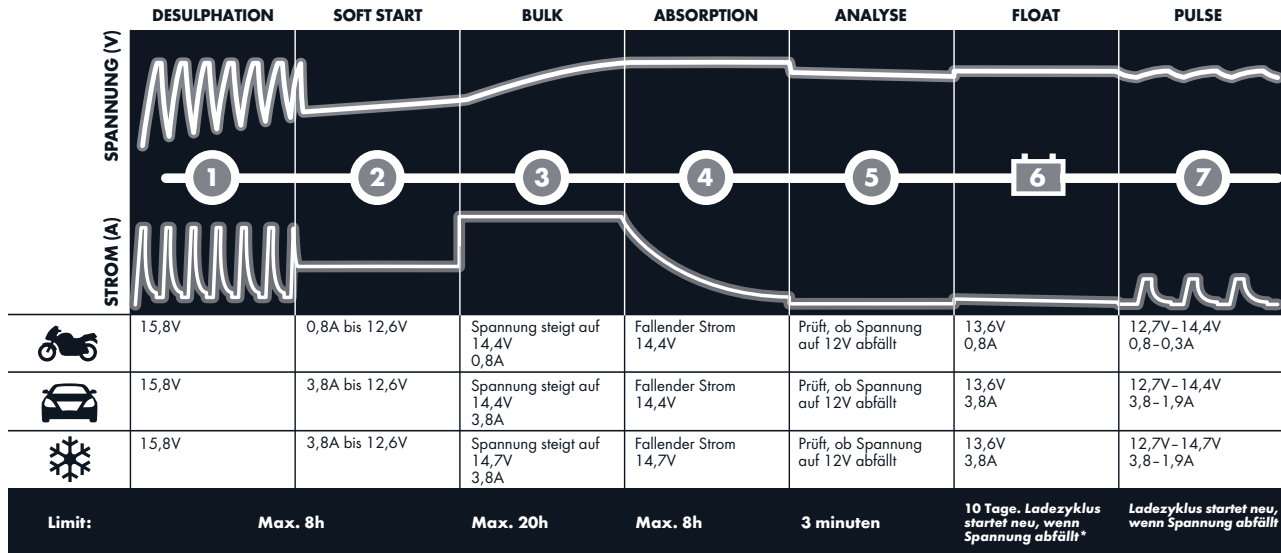 DESULPHATION SOFT START BULK ABSORPTION ANALYSE FLOAT PULSE
SPANNUNG (V)
1 2 3 4 5 6 7
STROM (A)
15,8V 0,8A bis 12,6V Spannung steigt auf Fallender Strom Prüft, ob Spannung 13,6V 12,7V–14,4V
14,4V 14,4V auf 12V abfällt 0,8A 0,8–0,3A
0,8A
15,8V 3,8A bis 12,6V Spannung steigt auf Fallender Strom Prüft, ob Spannung 13,6V 12,7V–14,4V
14,4V 14,4V auf 12V abfällt 3,8A 3,8–1,9A
3,8A
15,8V 3,8A bis 12,6V Spannung steigt auf Fallender Strom Prüft, ob Spannung 13,6V 12,7V–14,7V
14,7V 14,7V auf 12V abfällt 3,8A 3,8–1,9A
3,8A
Limit: Max. 8h Max. 20h Max. 8h 3 minuten 10 Tage. Ladezyklus Ladezyklus startet neu,
startet neu, wenn wenn Spannung abfällt
Spannung abfällt*